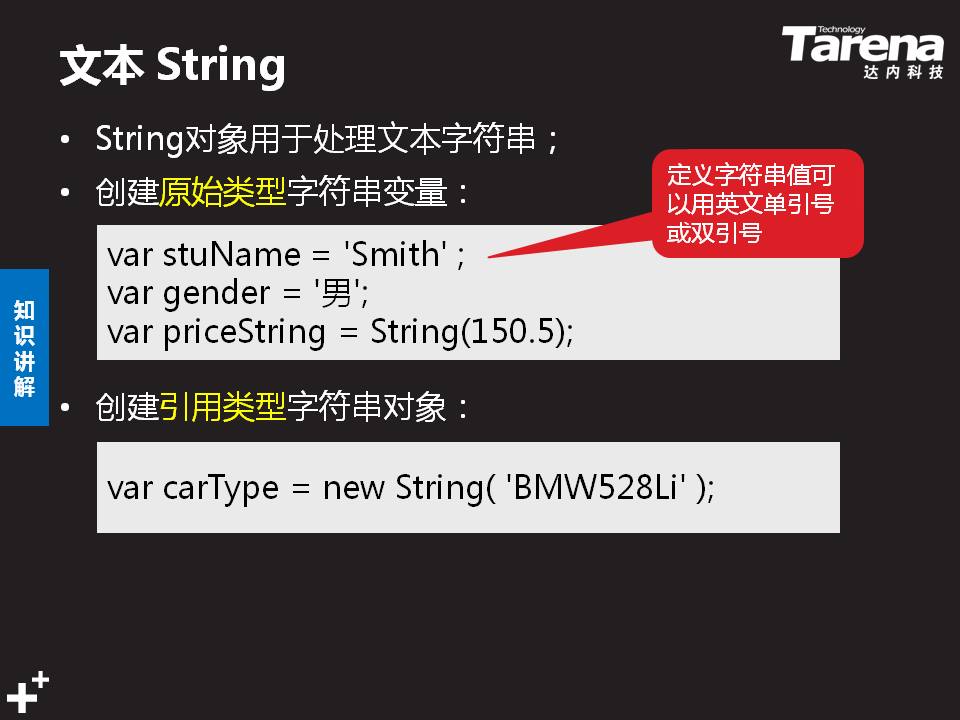 文本 String
Technology
Tarena
达内科技
• String对象用于处理文本字符串；
• 创建原始类型字符串变量：
定义字符串值可
以用英文单引号
或双引号
var stuName = 'Smith' ;
var gender = '男';
var priceString = String(150.5);
知识讲解
• 创建引用类型字符串对象：
var carType = new String( 'BMW528Li' );